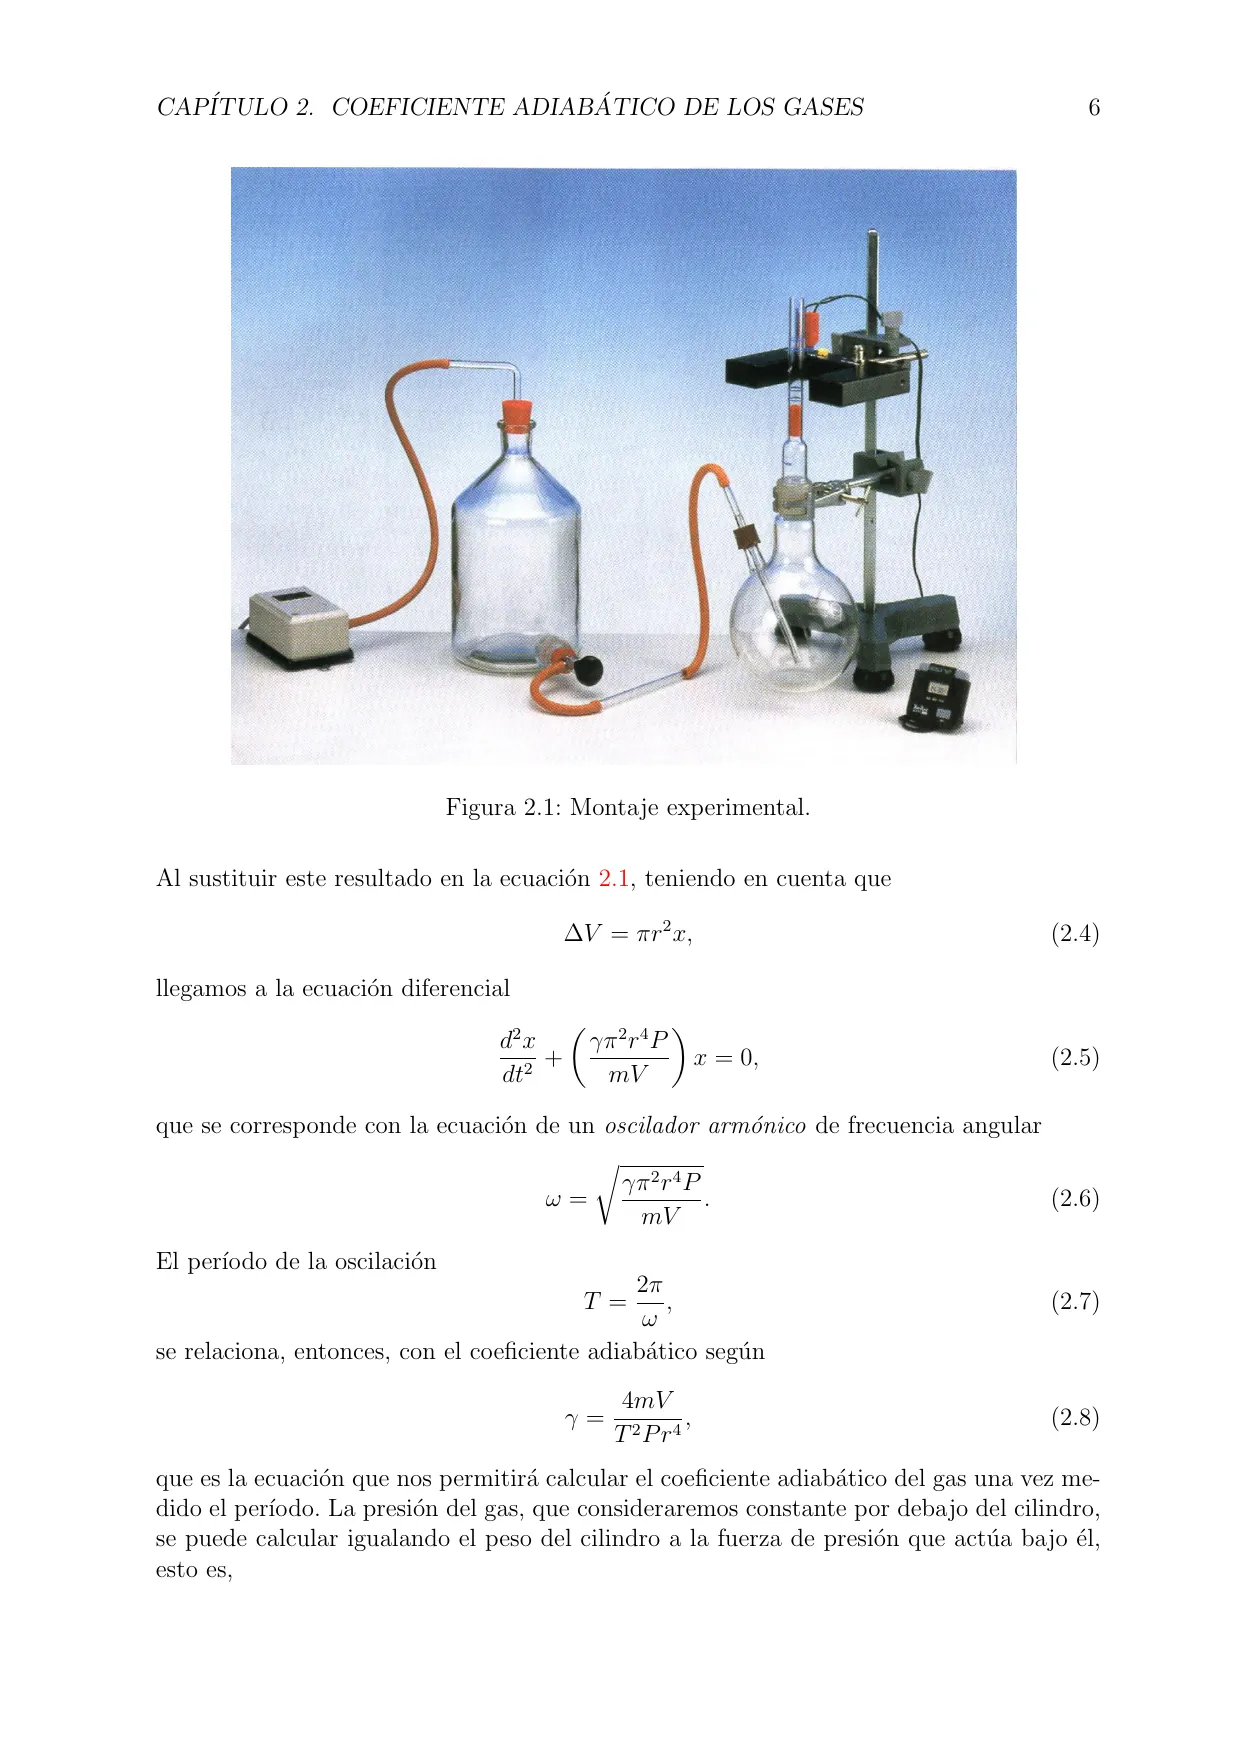 CAPÍTULO 2. COEFICIENTE ADIABÁTICO DE LOS GASES 6
Figura 2.1: Montaje experimental.
Al sustituir este resultado en la ecuación 2.1, teniendo en cuenta que
ΔV = πr²x, (2.4)
llegamos a la ecuación diferencial
d²x/dt² + (γπ²r⁴P/mV) x = 0, (2.5)
que se corresponde con la ecuación de un oscilador armónico de frecuencia angular
ω = √(γπ²r⁴P/mV). (2.6)
El período de la oscilación
T = 2π/ω, (2.7)
se relaciona, entonces, con el coeficiente adiabático según
γ = 4mV/T²Pr⁴, (2.8)
que es la ecuación que nos permitirá calcular el coeficiente adiabático del gas una vez me-
dido el período. La presión del gas, que consideraremos constante por debajo del cilindro,
se puede calcular igualando el peso del cilindro a la fuerza de presión que actúa bajo él,
esto es,